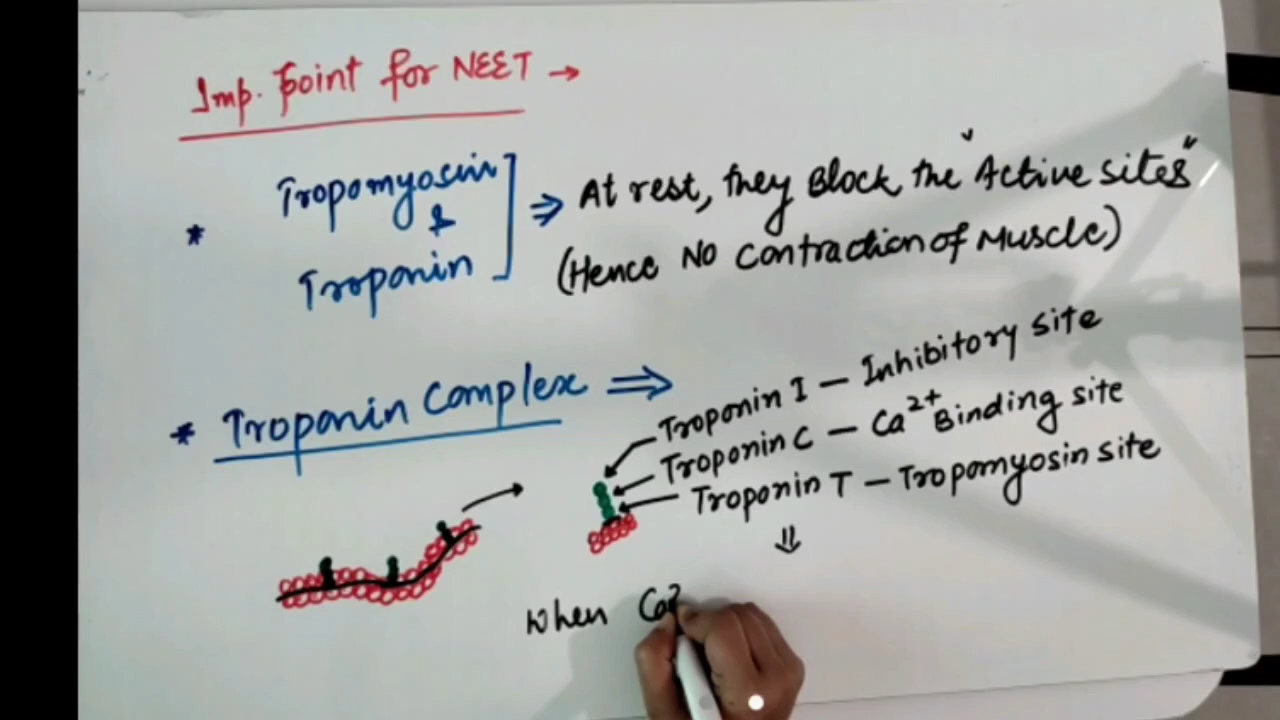 Imp. point for NEET →
* Tropomyosin & Troponin ⇒ At rest, they Block the "Active sites"
(Hence No contraction of Muscle)
* Troponin Complex ⇒
Troponin I – Inhibitory site
Troponin C – Ca²⁺ Binding site
Troponin T – Tropomyosin site
⇓
When Ca²